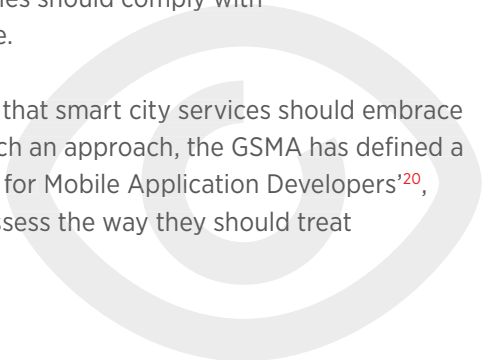 should comply with
e.
that smart city services should embrace
ch an approach, the GSMA has defined a
for Mobile Application Developers’20,
ssess the way they should treat